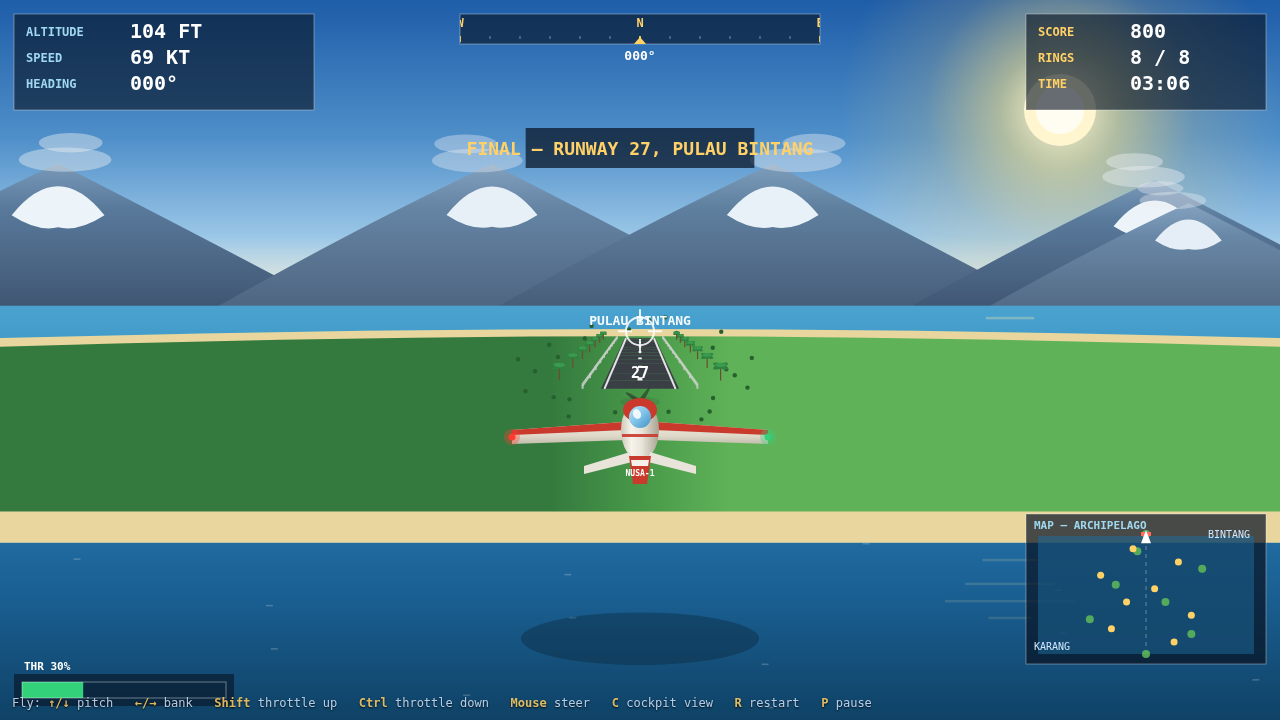 ALTITUDE 104 FT
SPEED 69 KT
HEADING 000°
W N E
000°
SCORE 800
RINGS 8 / 8
TIME 03:06
FINAL — RUNWAY 27, PULAU BINTANG
PULAU BINTANG
27
NUSA-1
MAP — ARCHIPELAGO
BINTANG
KARANG
THR 30%
Fly: ↑/↓ pitch ←/→ bank Shift throttle up Ctrl throttle down Mouse steer C cockpit view R restart P pause